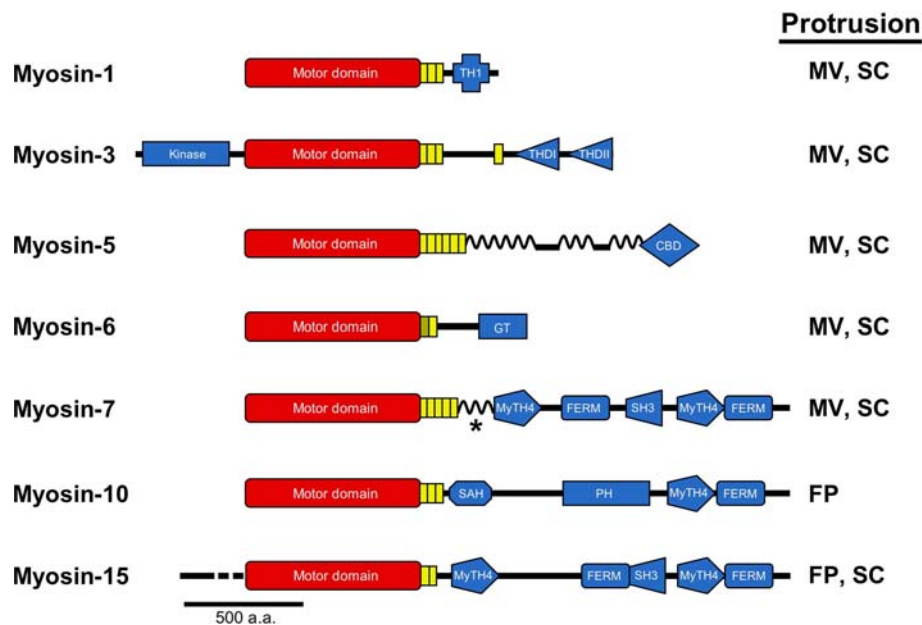 Protrusion
Myosin-1 Motor domain TH1 MV, SC
Myosin-3 Kinase Motor domain THDI THDII MV, SC
Myosin-5 Motor domain CBD MV, SC
Myosin-6 Motor domain GT MV, SC
Myosin-7 Motor domain MyTH4 FERM SH3 MyTH4 FERM MV, SC
*
Myosin-10 Motor domain SAH PH MyTH4 FERM FP
Myosin-15 Motor domain MyTH4 FERM SH3 MyTH4 FERM FP, SC
500 a.a.